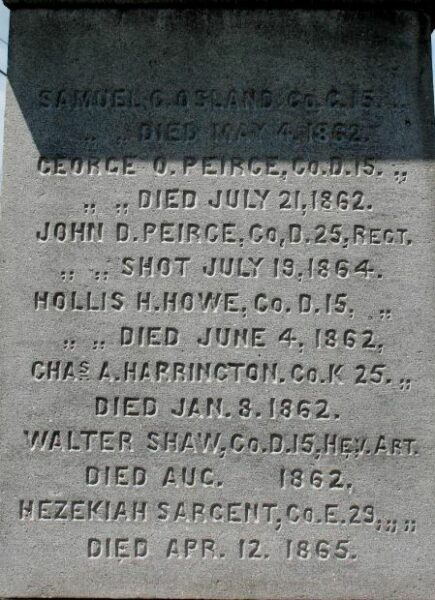 SAMUEL C. OSLAND, Co. C. 15. ,,
,, ,, DIED MAY 4, 1862.
GEORGE O. PEIRCE, Co. D. 15. ,,
,, ,, DIED JULY 21, 1862.
JOHN D. PEIRCE, Co, D. 25, REGT.
,, ,, SHOT JULY 19, 1864.
HOLLIS H. HOWE, Co. D. 15, ,,
,, ,, DIED JUNE 4, 1862,
CHAS A. HARRINGTON. Co. K 25. ,,
DIED JAN. 8. 1862.
WALTER SHAW, Co. D. 15, HEV. ART.
DIED AUG. 1862,
HEZEKIAH SARGENT, Co. E. 29, ,, ,,
DIED APR. 12. 1865.